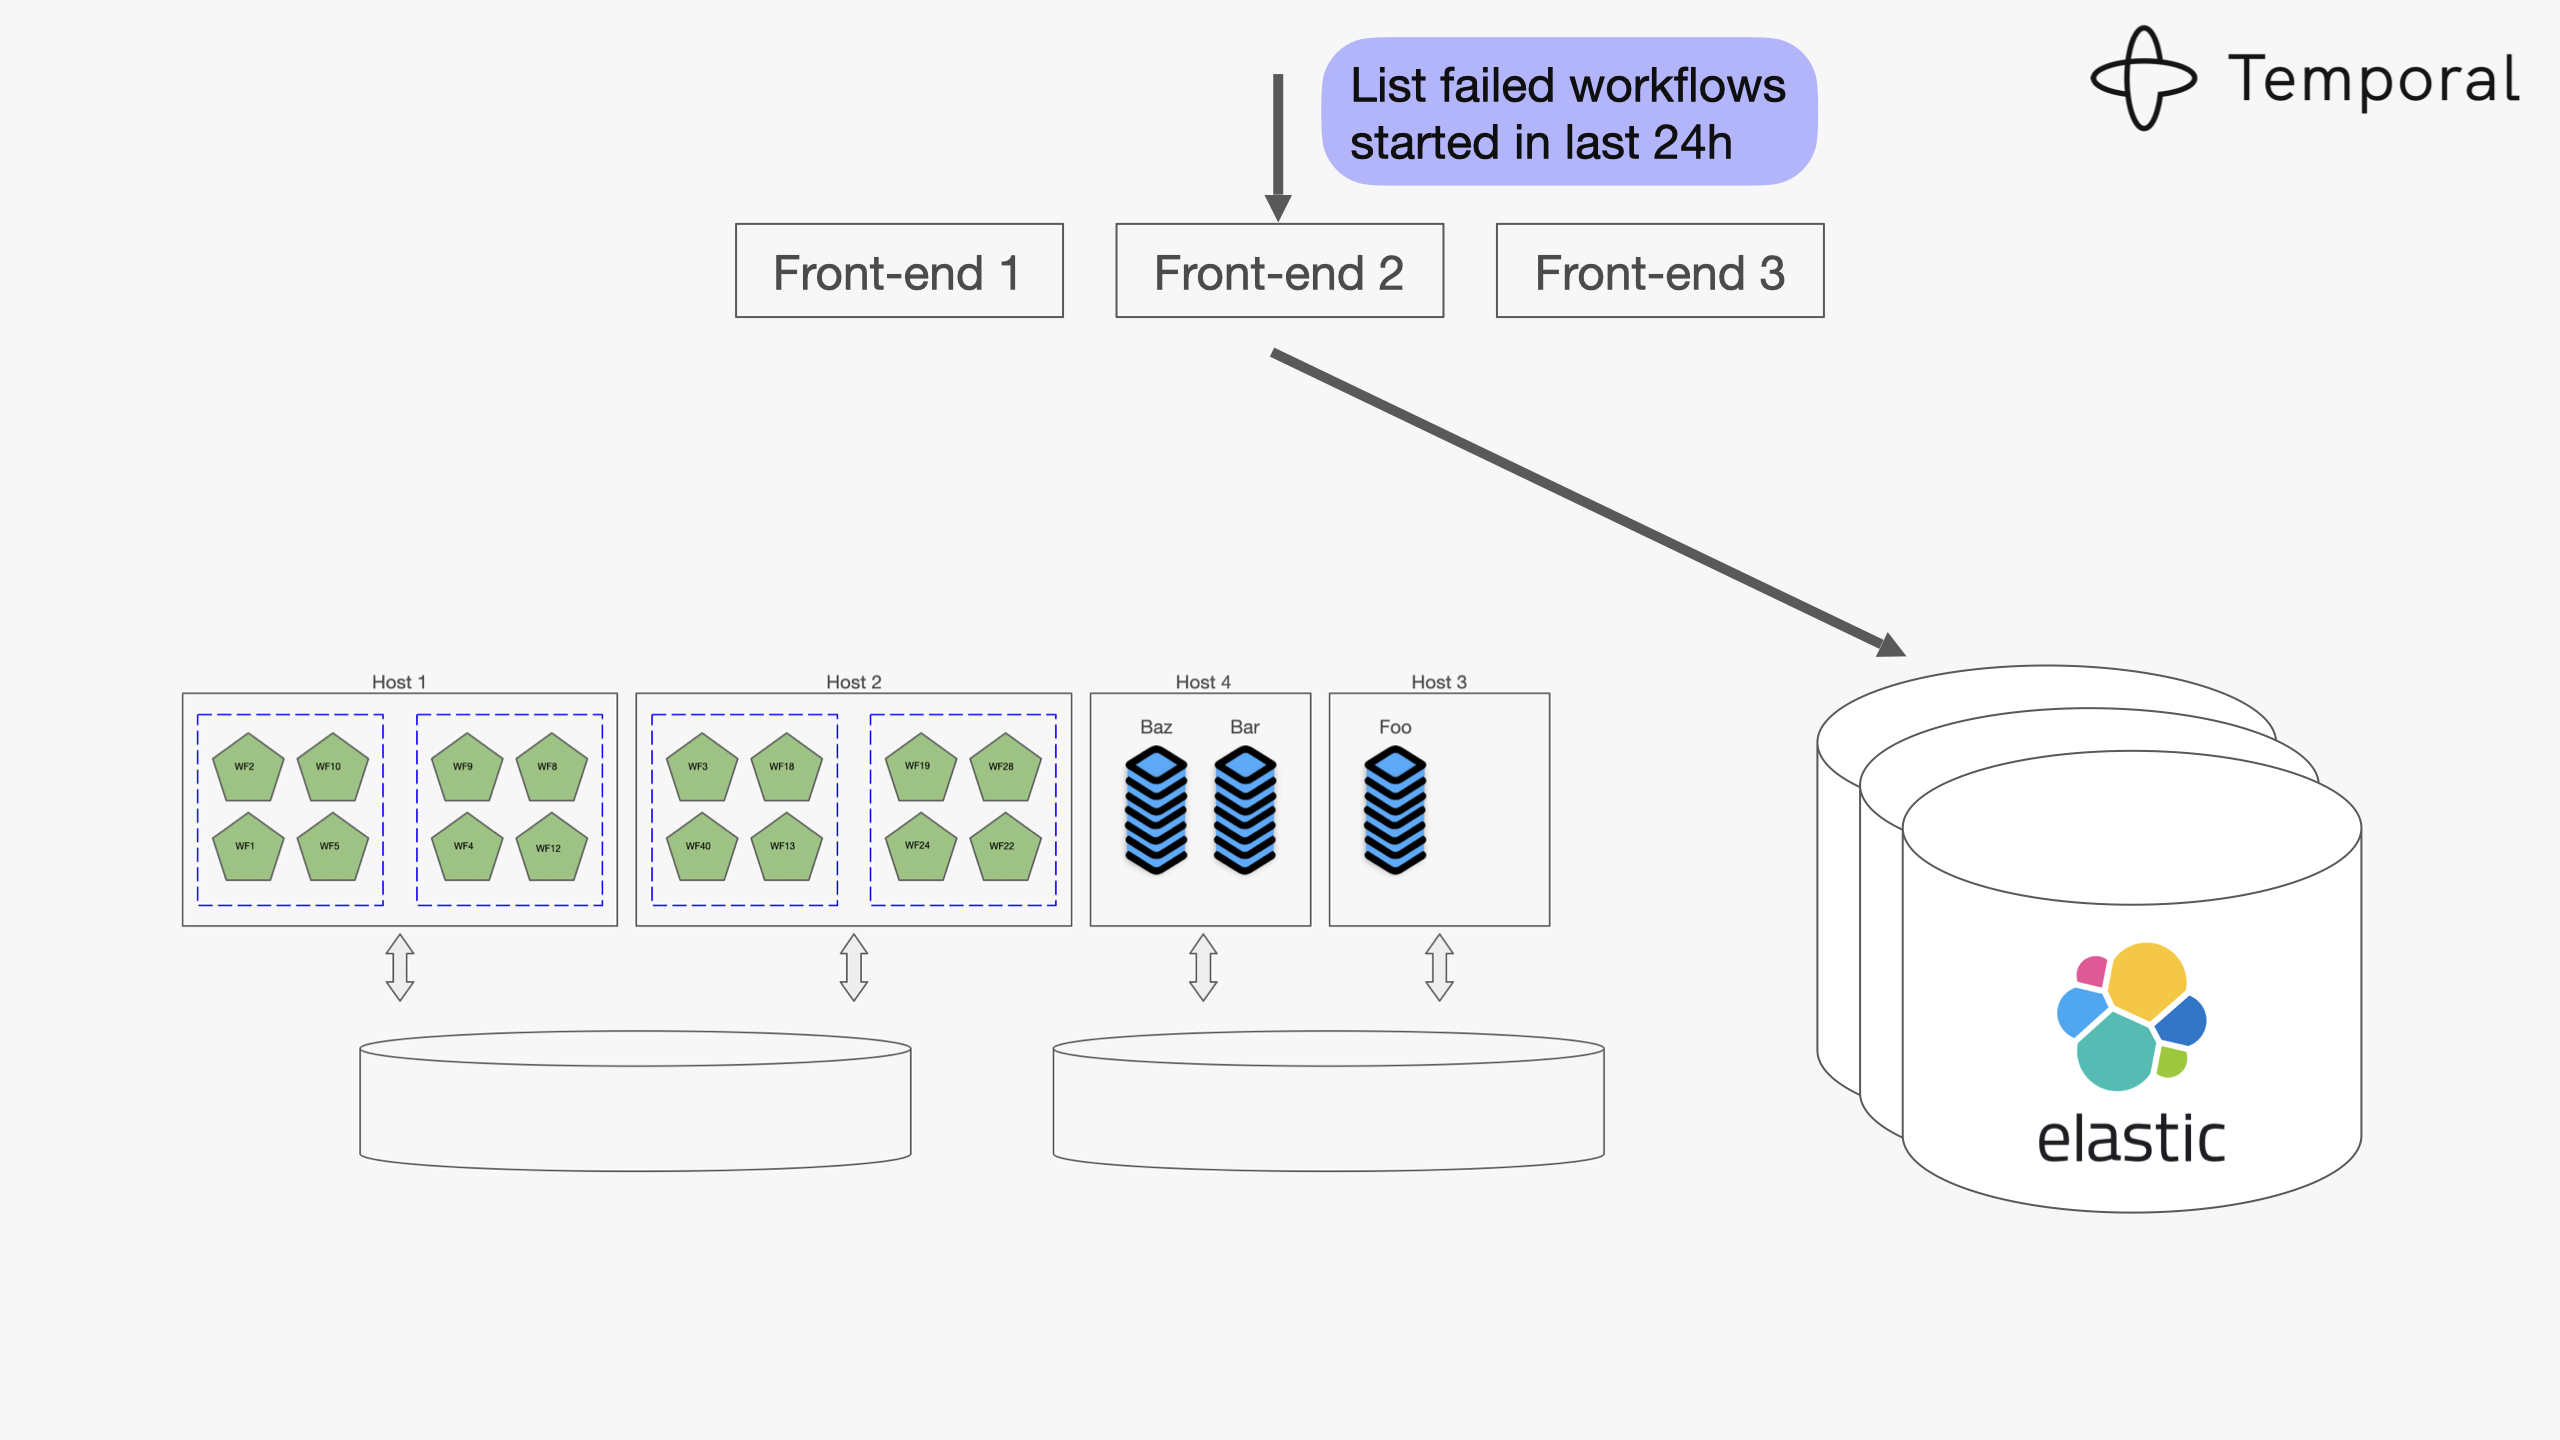 Temporal
List failed workflows
started in last 24h
Front-end 1
Front-end 2
Front-end 3
Host 1
Host 2
Host 4
Host 3
Baz
Bar
Foo
WF2
WF10
WF9
WF8
WF3
WF18
WF19
WF28
WF1
WF5
WF4
WF12
WF40
WF13
WF24
WF22
elastic